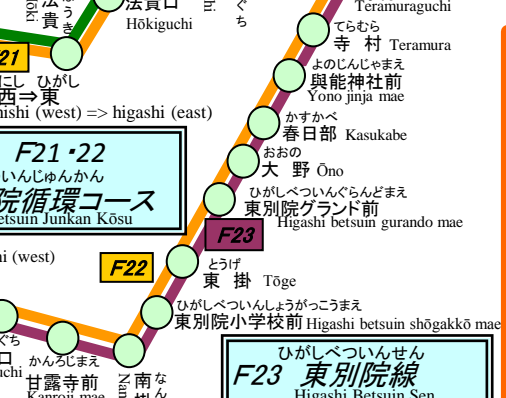 法貴口
Hōkiguchi
Teramuraguchi
てらむら
寺 村 Teramura
よのじんじゃまえ
與能神社前
Yono jinja mae
かすかべ
春日部 Kasukabe
おおの
大 野 Ōno
ひがしべついんぐらんどまえ
東別院グランド前
Higashi betsuin gurando mae
F23
F22
とうげ
東 掛 Tōge
ひがしべついんしょうがっこうまえ
東別院小学校前 Higashi betsuin shōgakkō mae
F21
にし ひがし
西⇒東
nishi (west) => higashi (east)
F21・22
いんじゅんかん
院循環コース
etsuin Junkan Kōsu
(west)
かんろじまえ
甘露寺前
Kanroji mae
ひがしべついんせん
F23 東別院線
Higashi Betsuin Sen